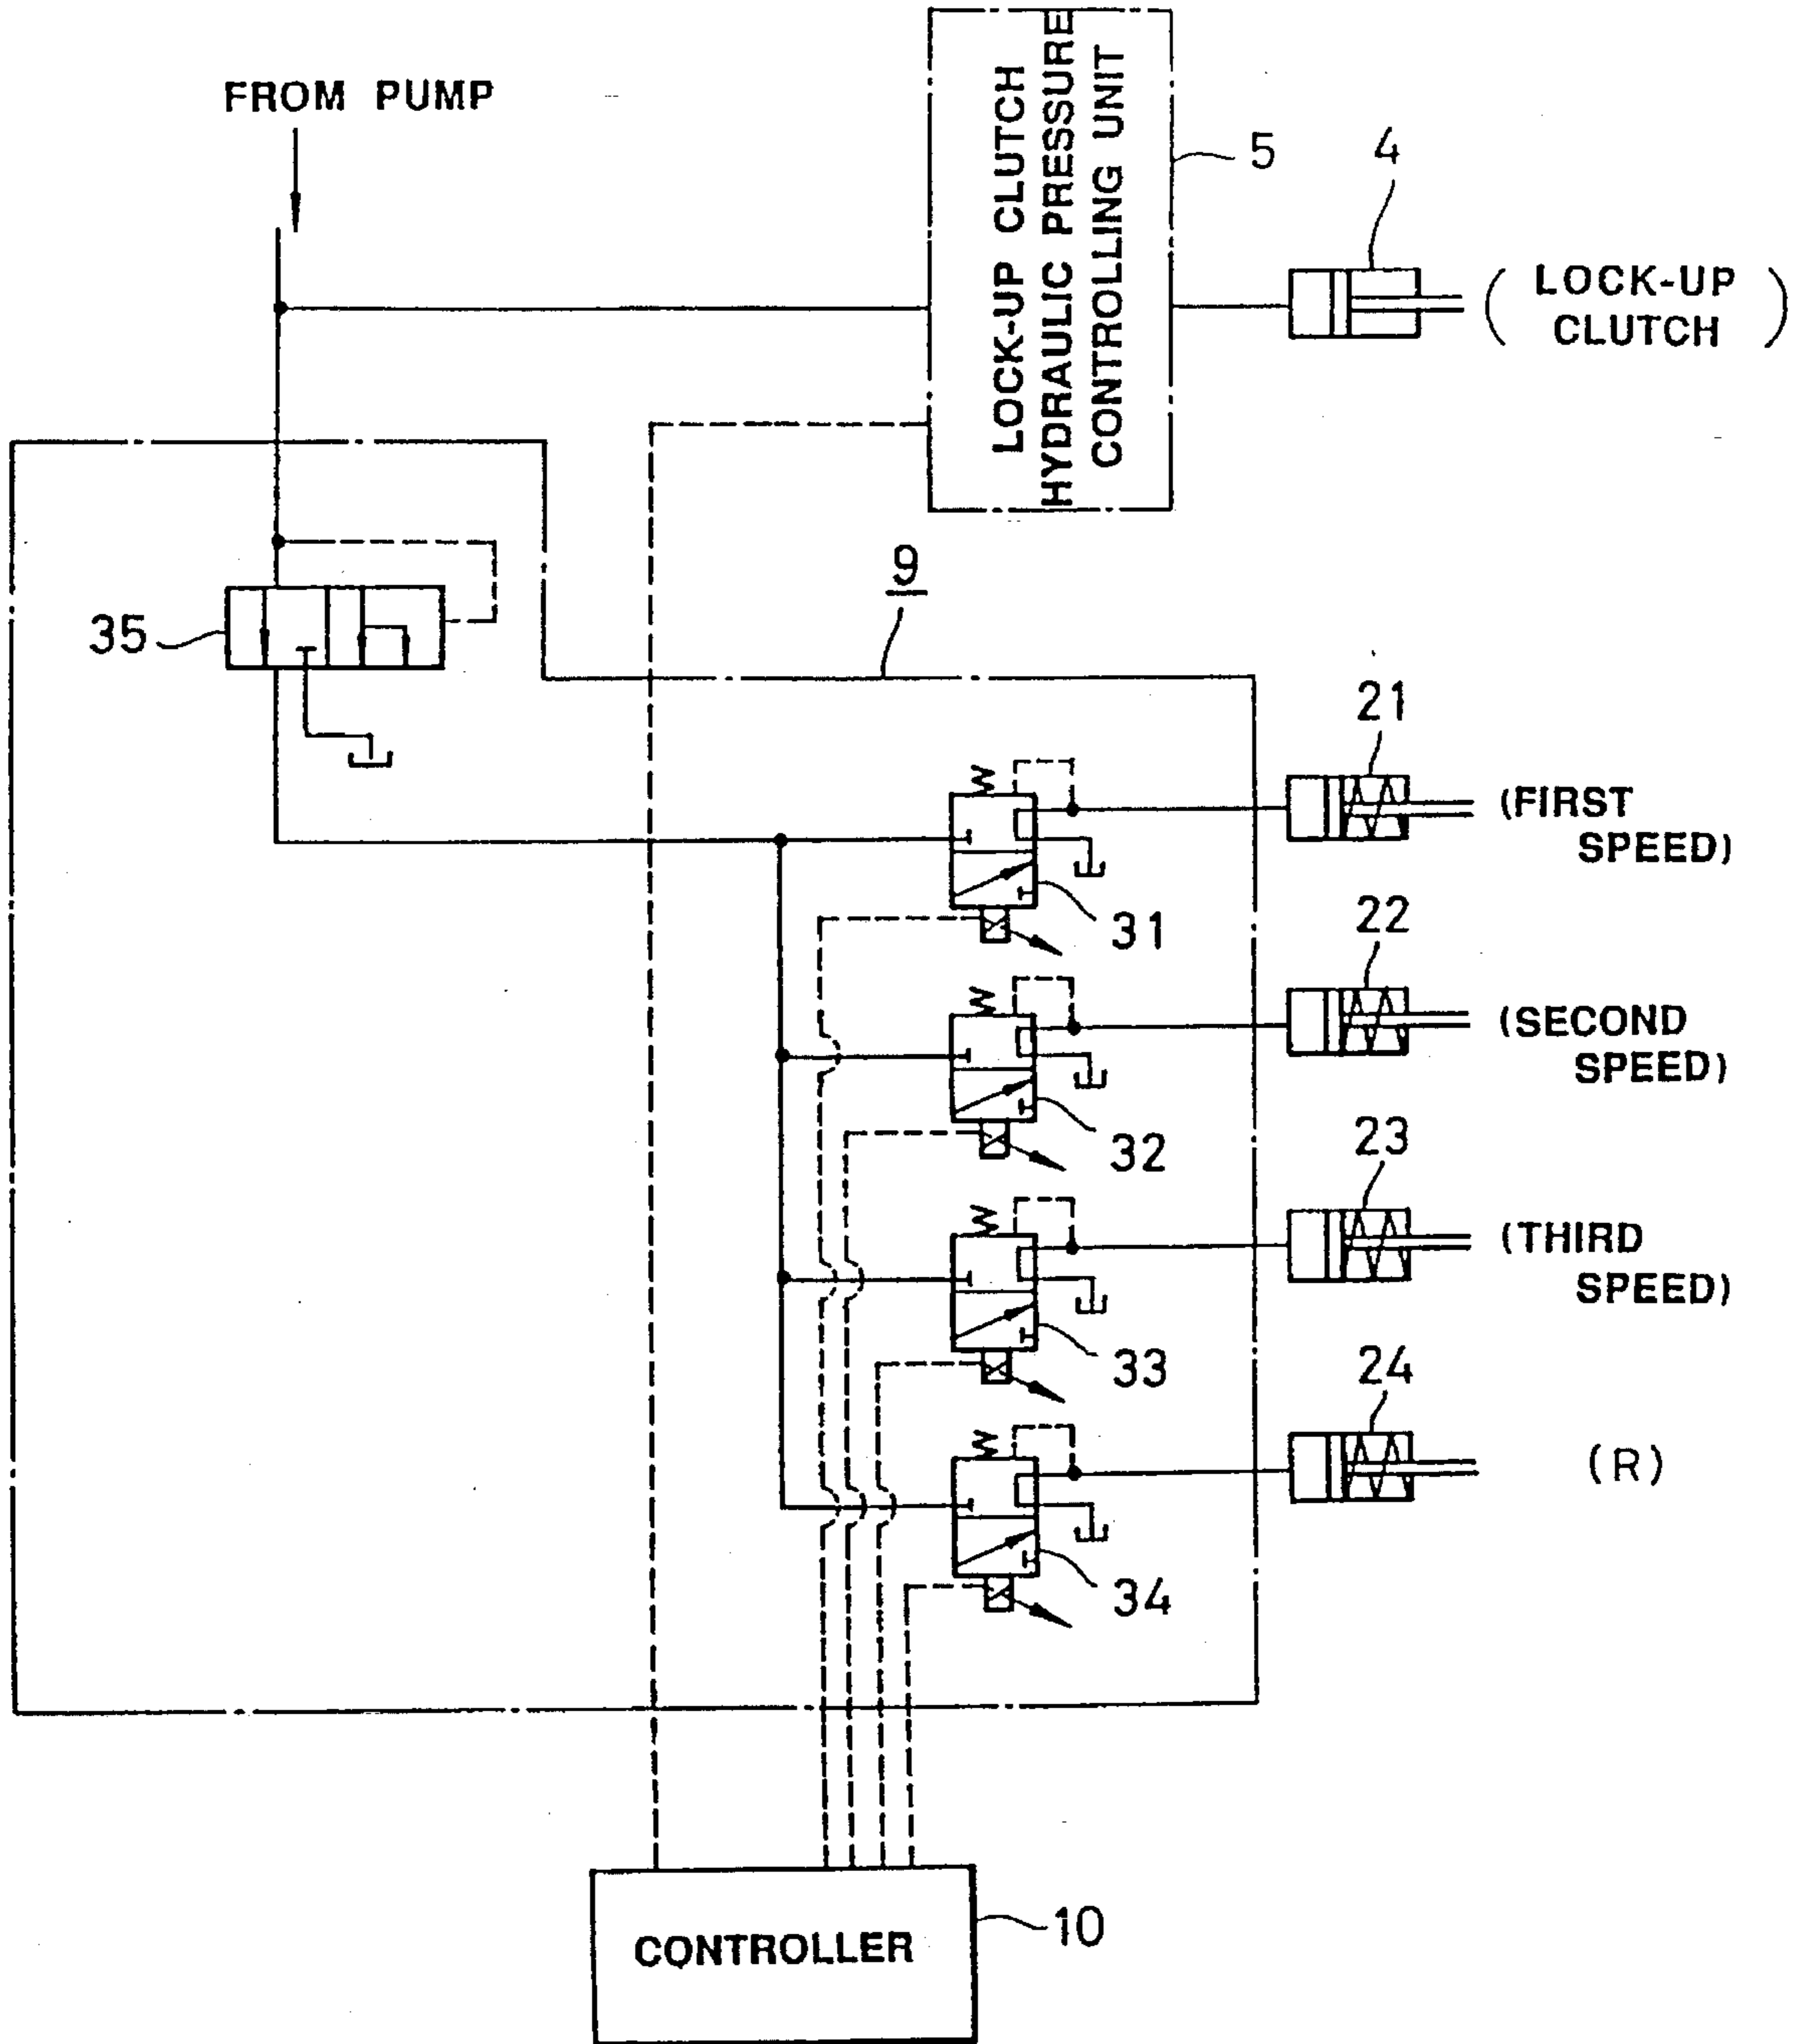 FROM PUMP
LOCK-UP CLUTCH
HYDRAULIC PRESSURE
CONTROLLING UNIT
5
4
(LOCK-UP
CLUTCH)
9
35
21
(FIRST
SPEED)
31
22
(SECOND
SPEED)
32
23
(THIRD
SPEED)
33
24
(R)
34
CONTROLLER
10